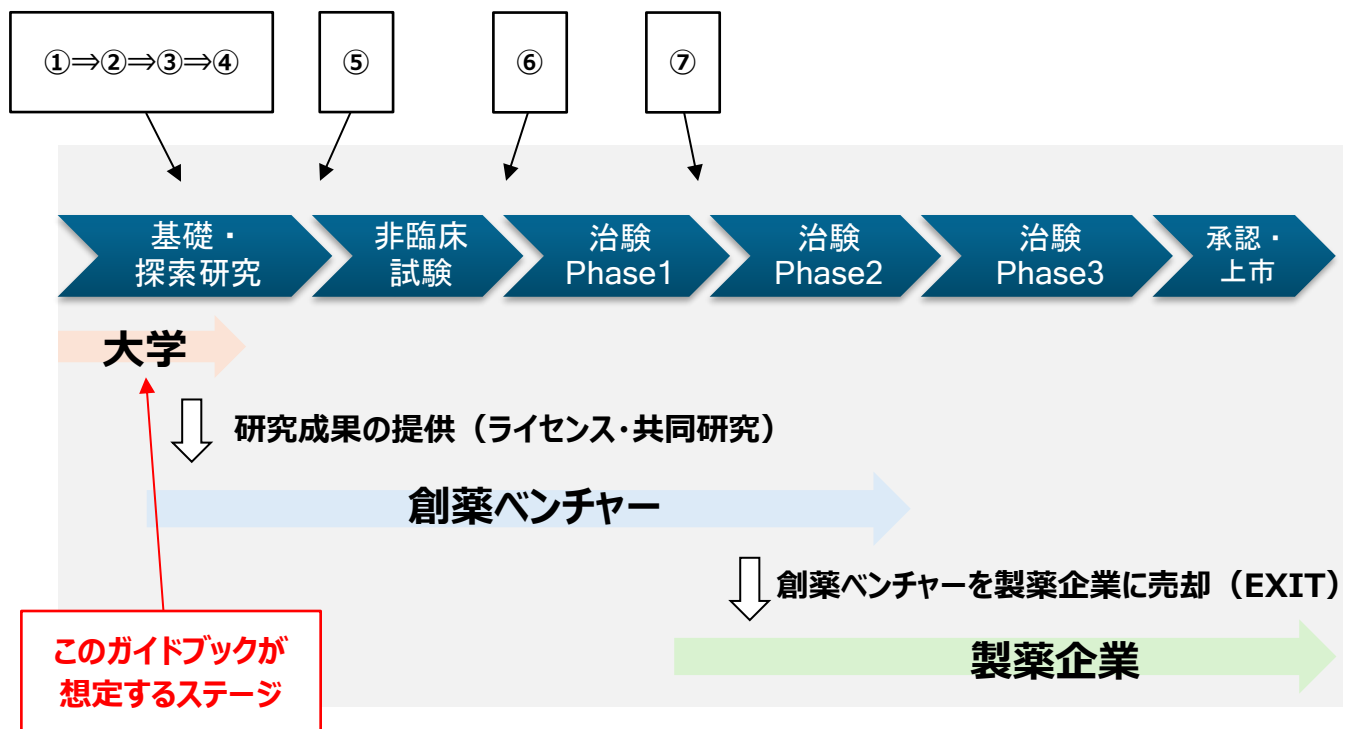 ①⇒②⇒③⇒④
⑤
⑥
⑦
基礎・
探索研究
非臨床
試験
治験
Phase1
治験
Phase2
治験
Phase3
承認・
上市
大学
研究成果の提供（ライセンス・共同研究）
創薬ベンチャー
創薬ベンチャーを製薬企業に売却（EXIT）
製薬企業
このガイドブックが
想定するステージ